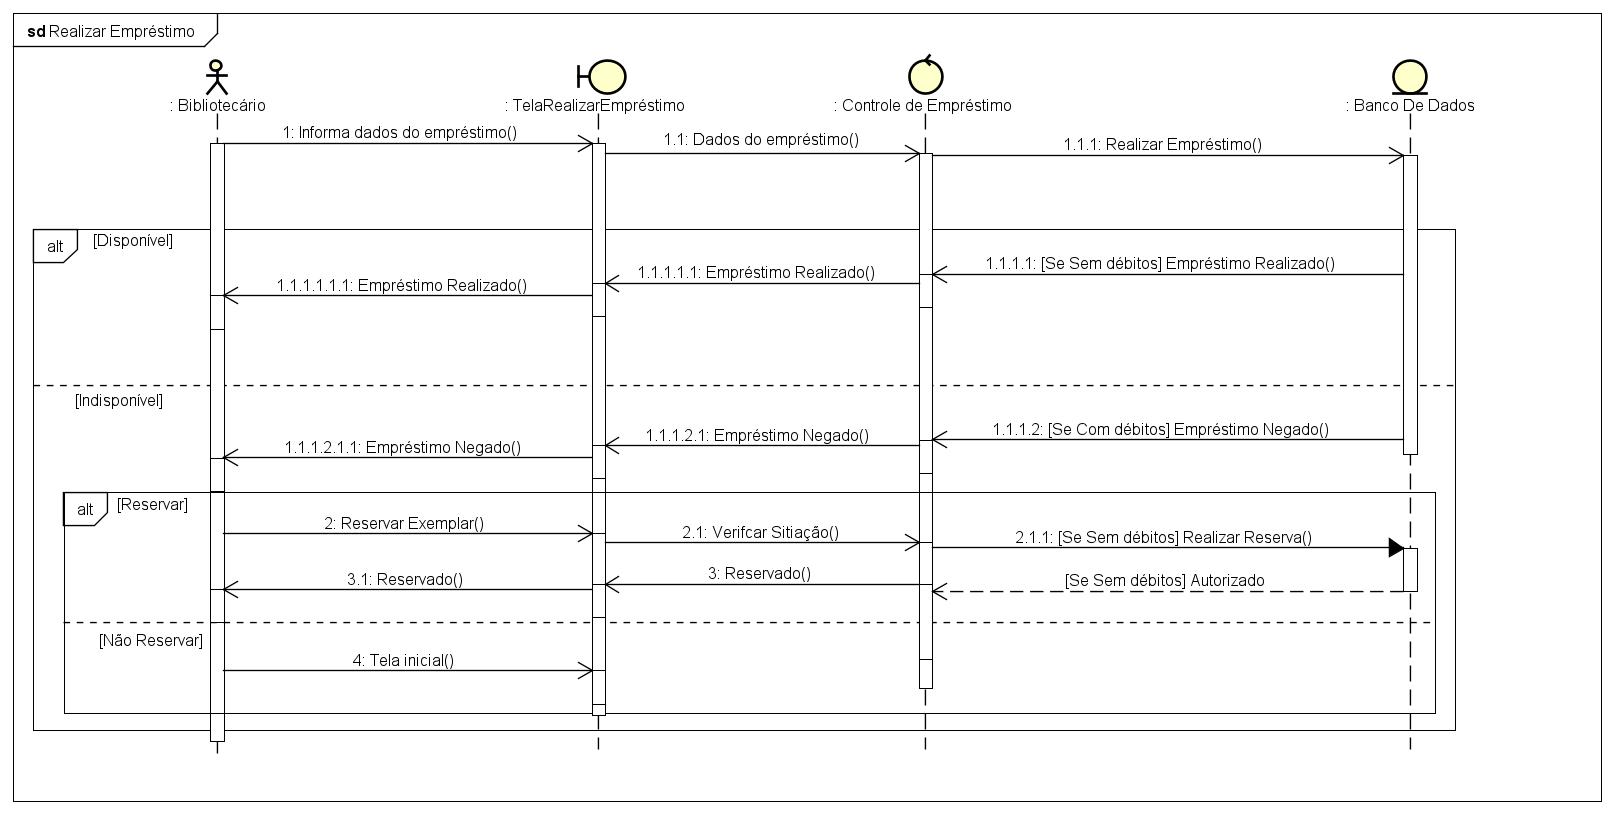 sd Realizar Empréstimo
: Bibliotecário
: TelaRealizarEmpréstimo
: Controle de Empréstimo
: Banco De Dados
1: Informa dados do empréstimo()
1.1: Dados do empréstimo()
1.1.1: Realizar Empréstimo()
alt
[Disponível]
1.1.1.1: [Se Sem débitos] Empréstimo Realizado()
1.1.1.1.1: Empréstimo Realizado()
1.1.1.1.1.1: Empréstimo Realizado()
[Indisponível]
1.1.1.2: [Se Com débitos] Empréstimo Negado()
1.1.1.2.1: Empréstimo Negado()
1.1.1.2.1.1: Empréstimo Negado()
alt
[Reservar]
2: Reservar Exemplar()
2.1: Verifcar Sitiação()
2.1.1: [Se Sem débitos] Realizar Reserva()
3.1: Reservado()
3: Reservado()
[Se Sem débitos] Autorizado
[Não Reservar]
4: Tela inicial()